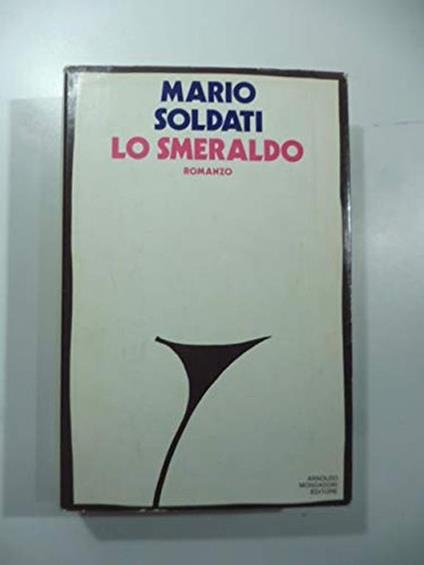 MARIO
SOLDATI
LO SMERALDO
ROMANZO
ARNOLDO
MONDADORI
EDITORE